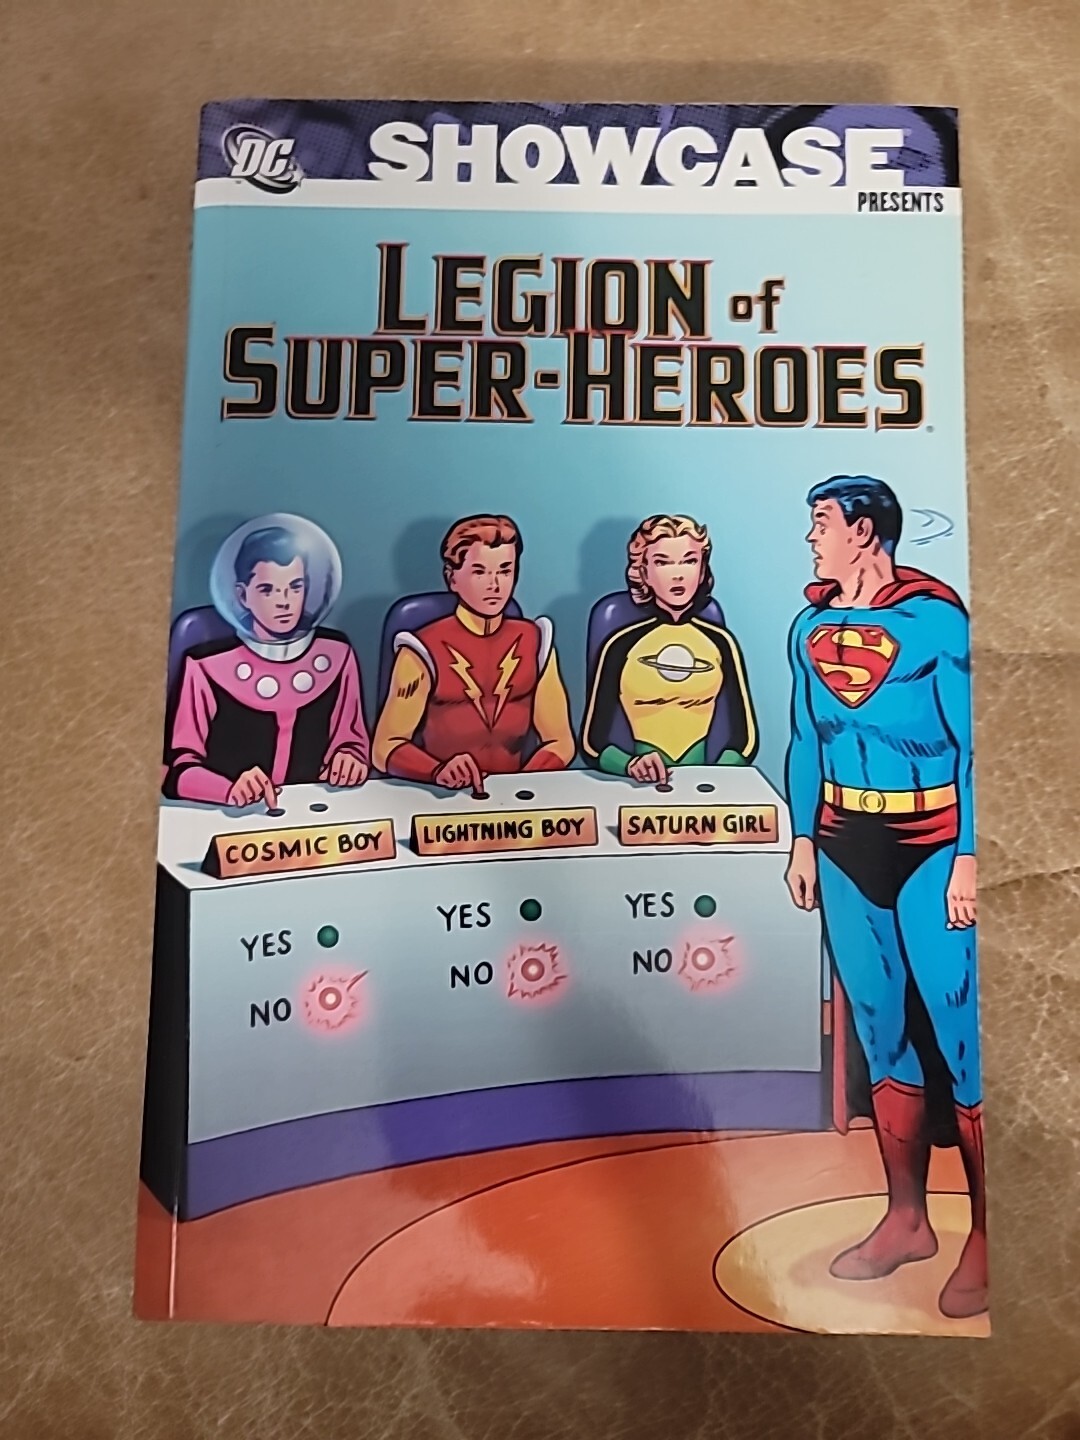 DC
SHOWCASE
PRESENTS
LEGION of
SUPER-HEROES
S
COSMIC BOY
LIGHTNING BOY
SATURN GIRL
YES
NO
YES
NO
YES
NO